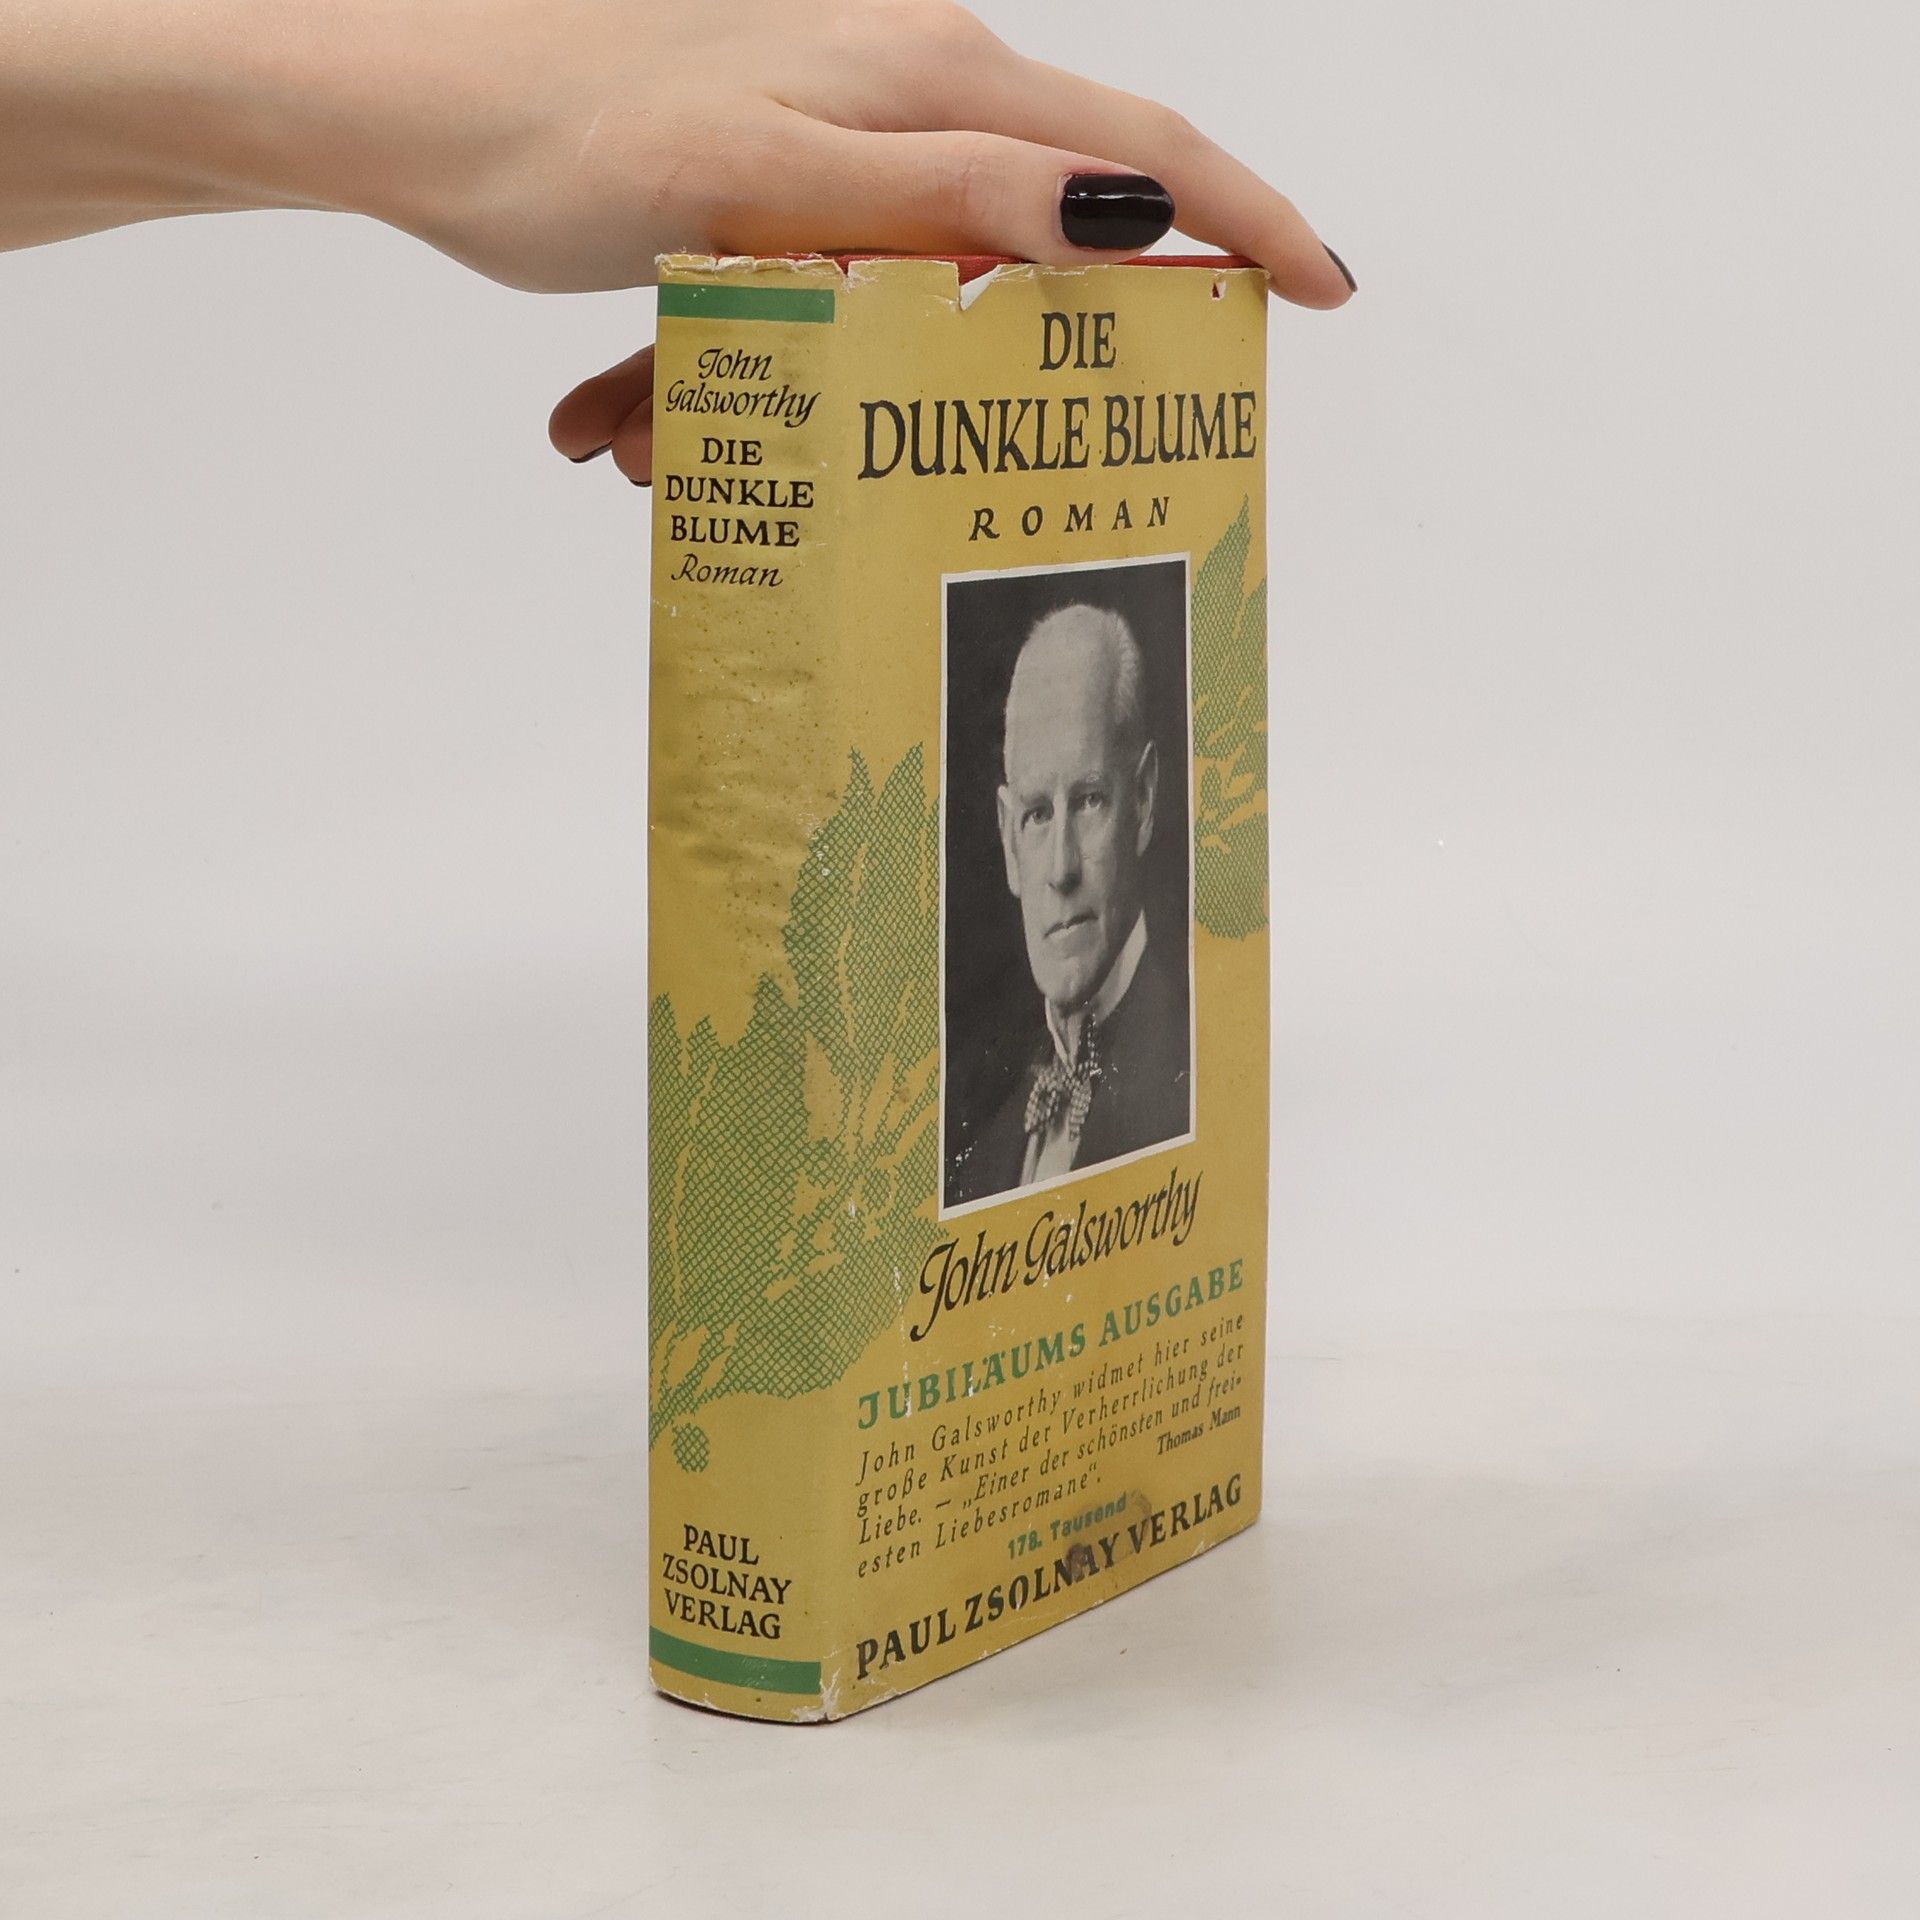 John
Galsworthy
DIE
DUNKLE
BLUME
Roman
PAUL
ZSOLNAY
VERLAG
DIE
DUNKLE BLUME
ROMAN
John Galsworthy
JUBILÄUMS AUSGABE
John Galsworthy widmet hier seine
große Kunst der Verherrlichung der
Liebe. – „Einer der schönsten und frei-
esten Liebesromane“.
Thomas Mann
178. Tausend
PAUL ZSOLNAY VERLAG